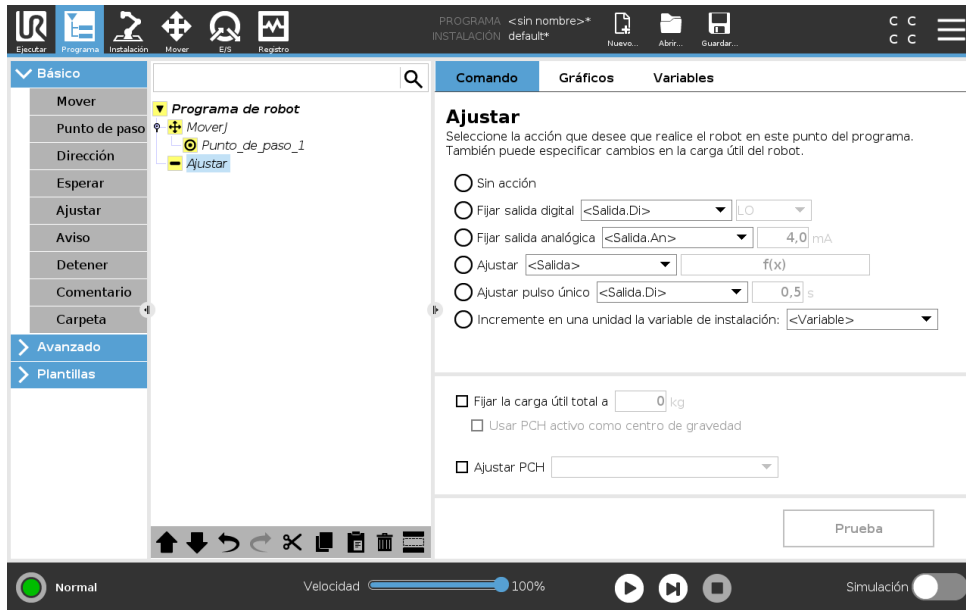 PROGRAMA <sin nombre>*
INSTALACIÓN default*
Ejecutar Programa Instalación Mover E/S Registro Nuevo... Abrir... Guardar...
C C
C C
Básico
Mover
Punto de paso
Dirección
Esperar
Ajustar
Aviso
Detener
Comentario
Carpeta
Avanzado
Plantillas
Programa de robot
MoverJ
Punto_de_paso_1
Ajustar
Comando Gráficos Variables
Ajustar
Seleccione la acción que desee que realice el robot en este punto del programa.
También puede especificar cambios en la carga útil del robot.
Sin acción
Fijar salida digital <Salida.Di> LO
Fijar salida analógica <Salida.An> 4,0 mA
Ajustar <Salida> f(x)
Ajustar pulso único <Salida.Di> 0,5 s
Incremente en una unidad la variable de instalación: <Variable>
Fijar la carga útil total a 0 kg
Usar PCH activo como centro de gravedad
Ajustar PCH
Prueba
Normal Velocidad 100% Simulación